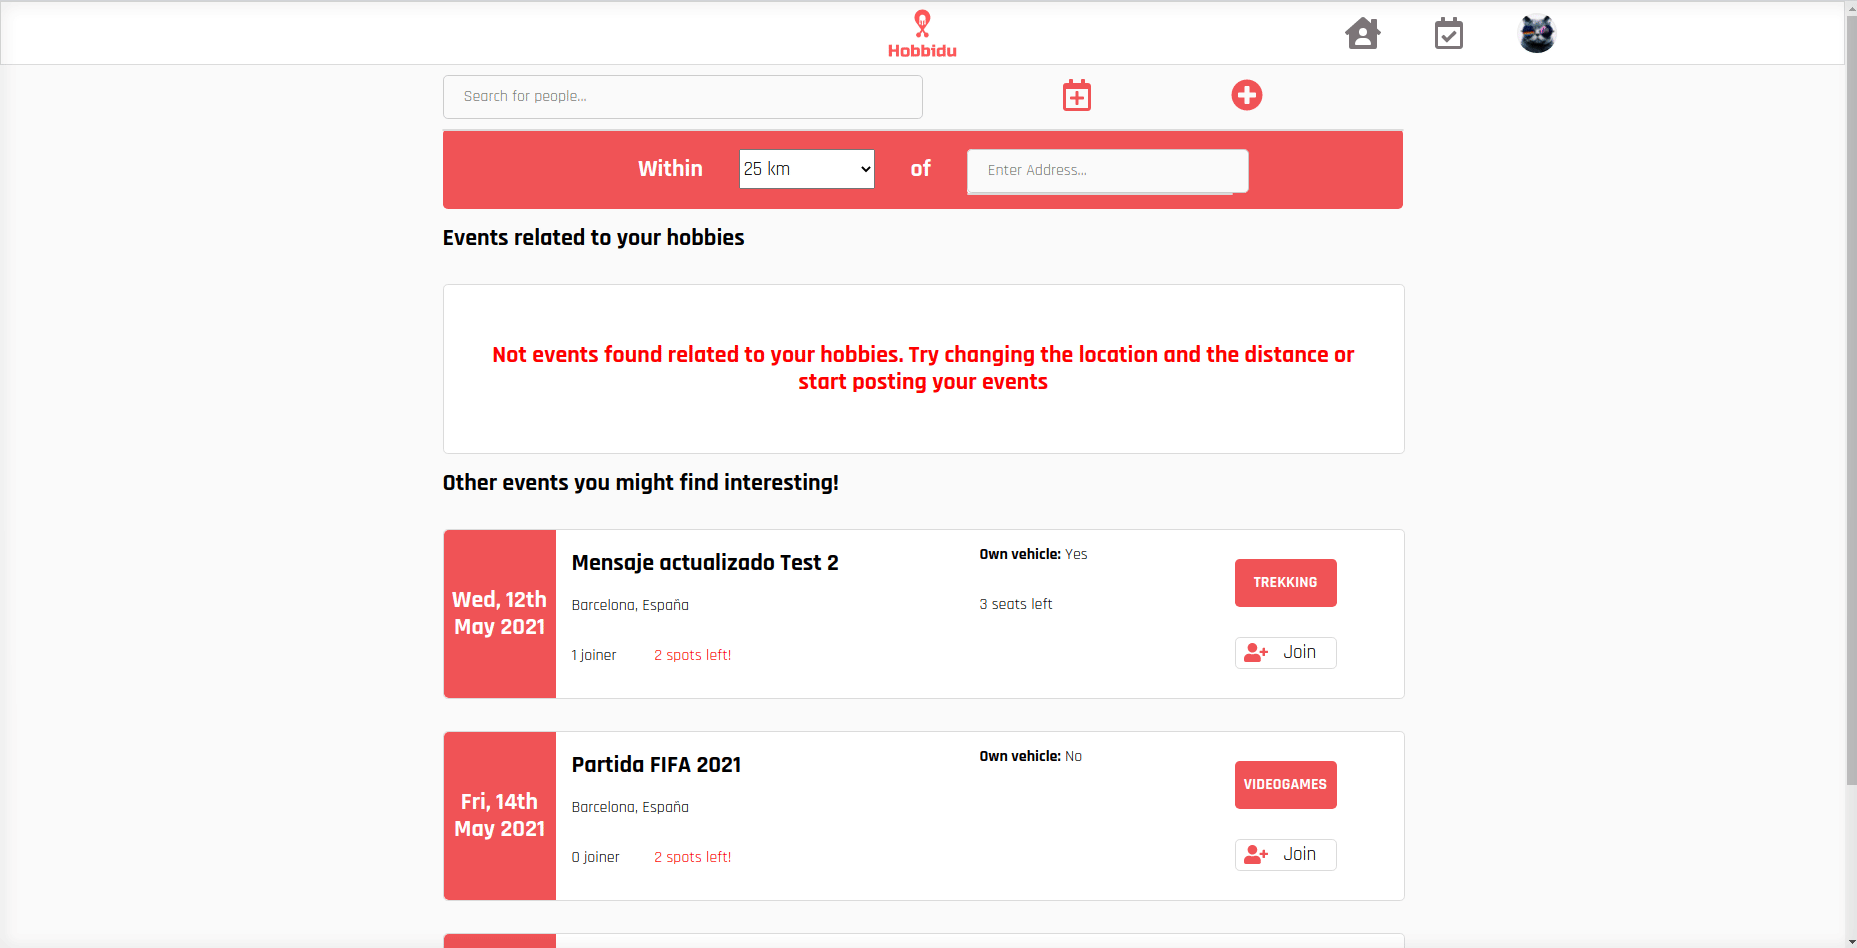 Hobbidu
Search for people...
Within 25 km of Enter Address...
Events related to your hobbies
Not events found related to your hobbies. Try changing the location and the distance or
start posting your events
Other events you might find interesting!
Wed, 12th
May 2021
Mensaje actualizado Test 2
Barcelona, España
1 joiner 2 spots left!
Own vehicle: Yes
3 seats left
TREKKING
Join
Fri, 14th
May 2021
Partida FIFA 2021
Barcelona, España
0 joiner 2 spots left!
Own vehicle: No
VIDEOGAMES
Join